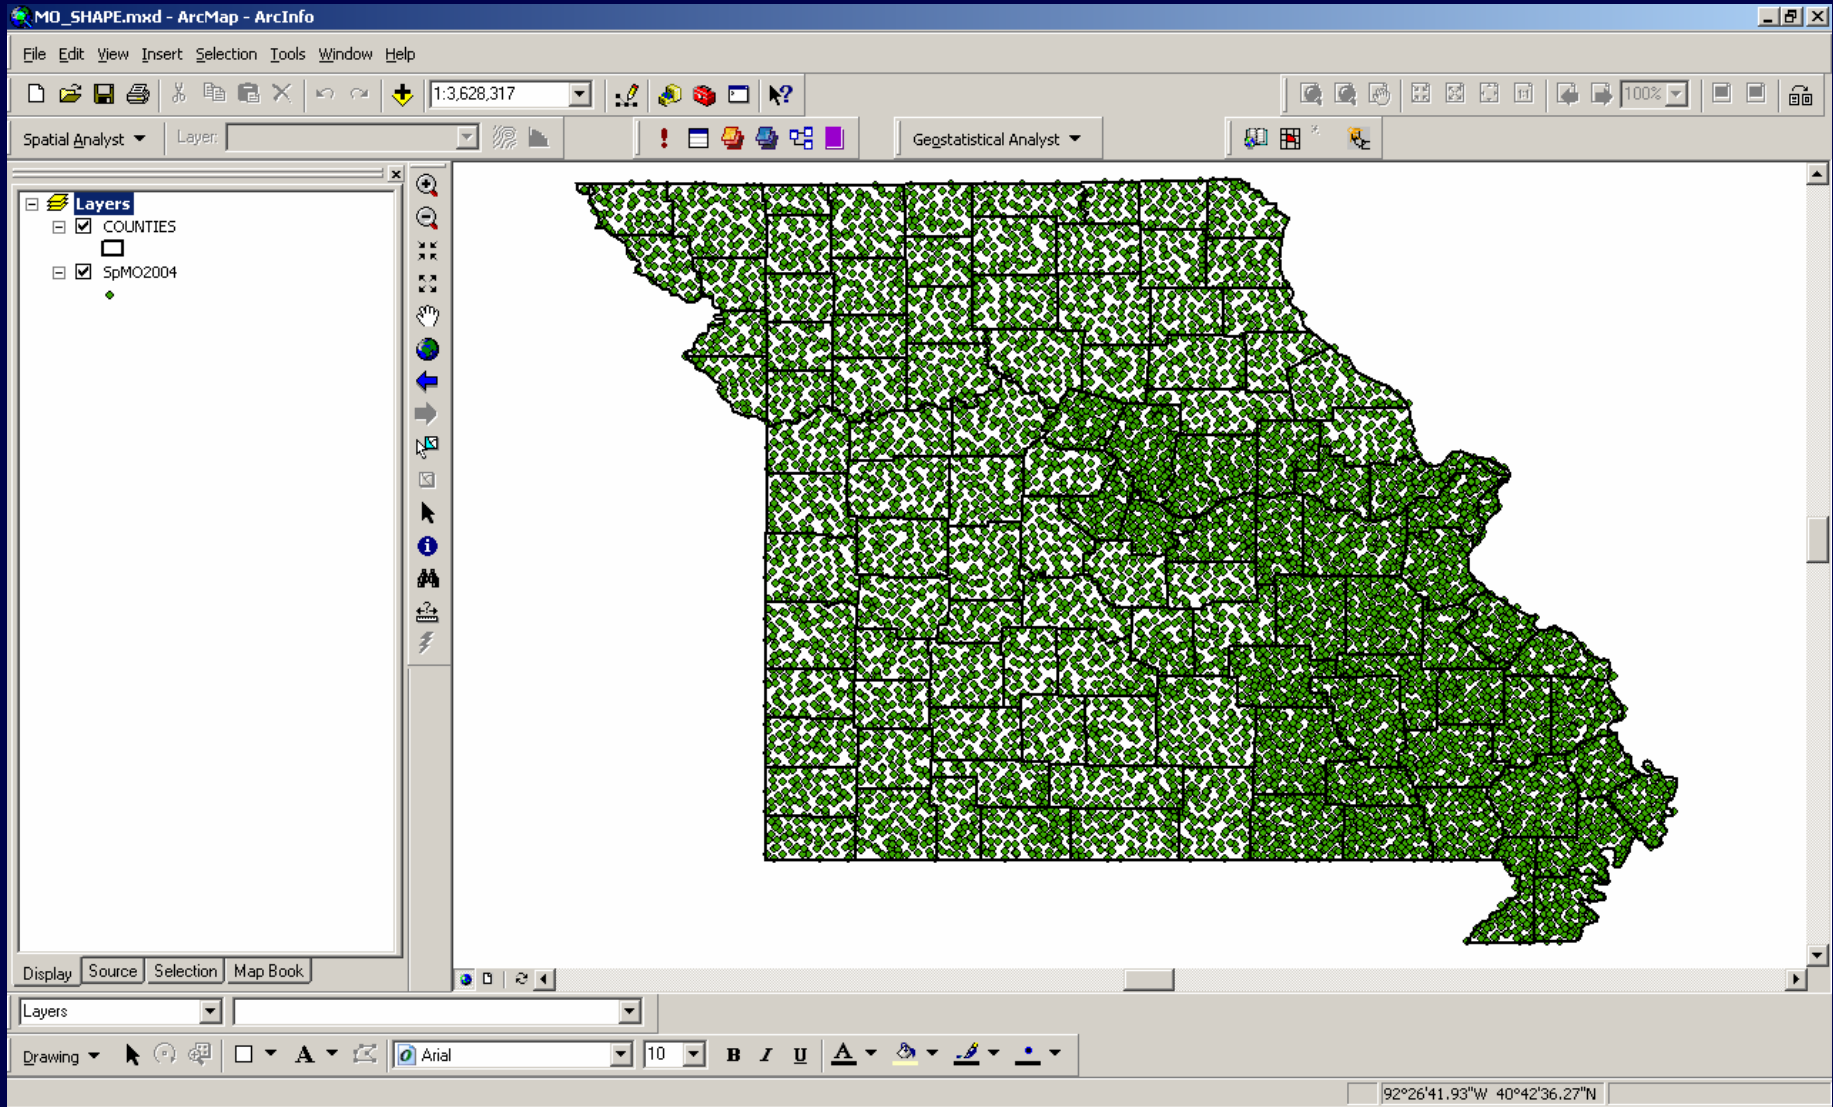 MO_SHAPE.mxd - ArcMap - ArcInfo
File Edit View Insert Selection Tools Window Help
1:3,628,317
100%
Spatial Analyst
Layer:
Geostatistical Analyst
Layers
COUNTIES
SpMO2004
Display Source Selection Map Book
Layers
Drawing
A
Arial
10
B I U A
92°26'41.93"W 40°42'36.27"N